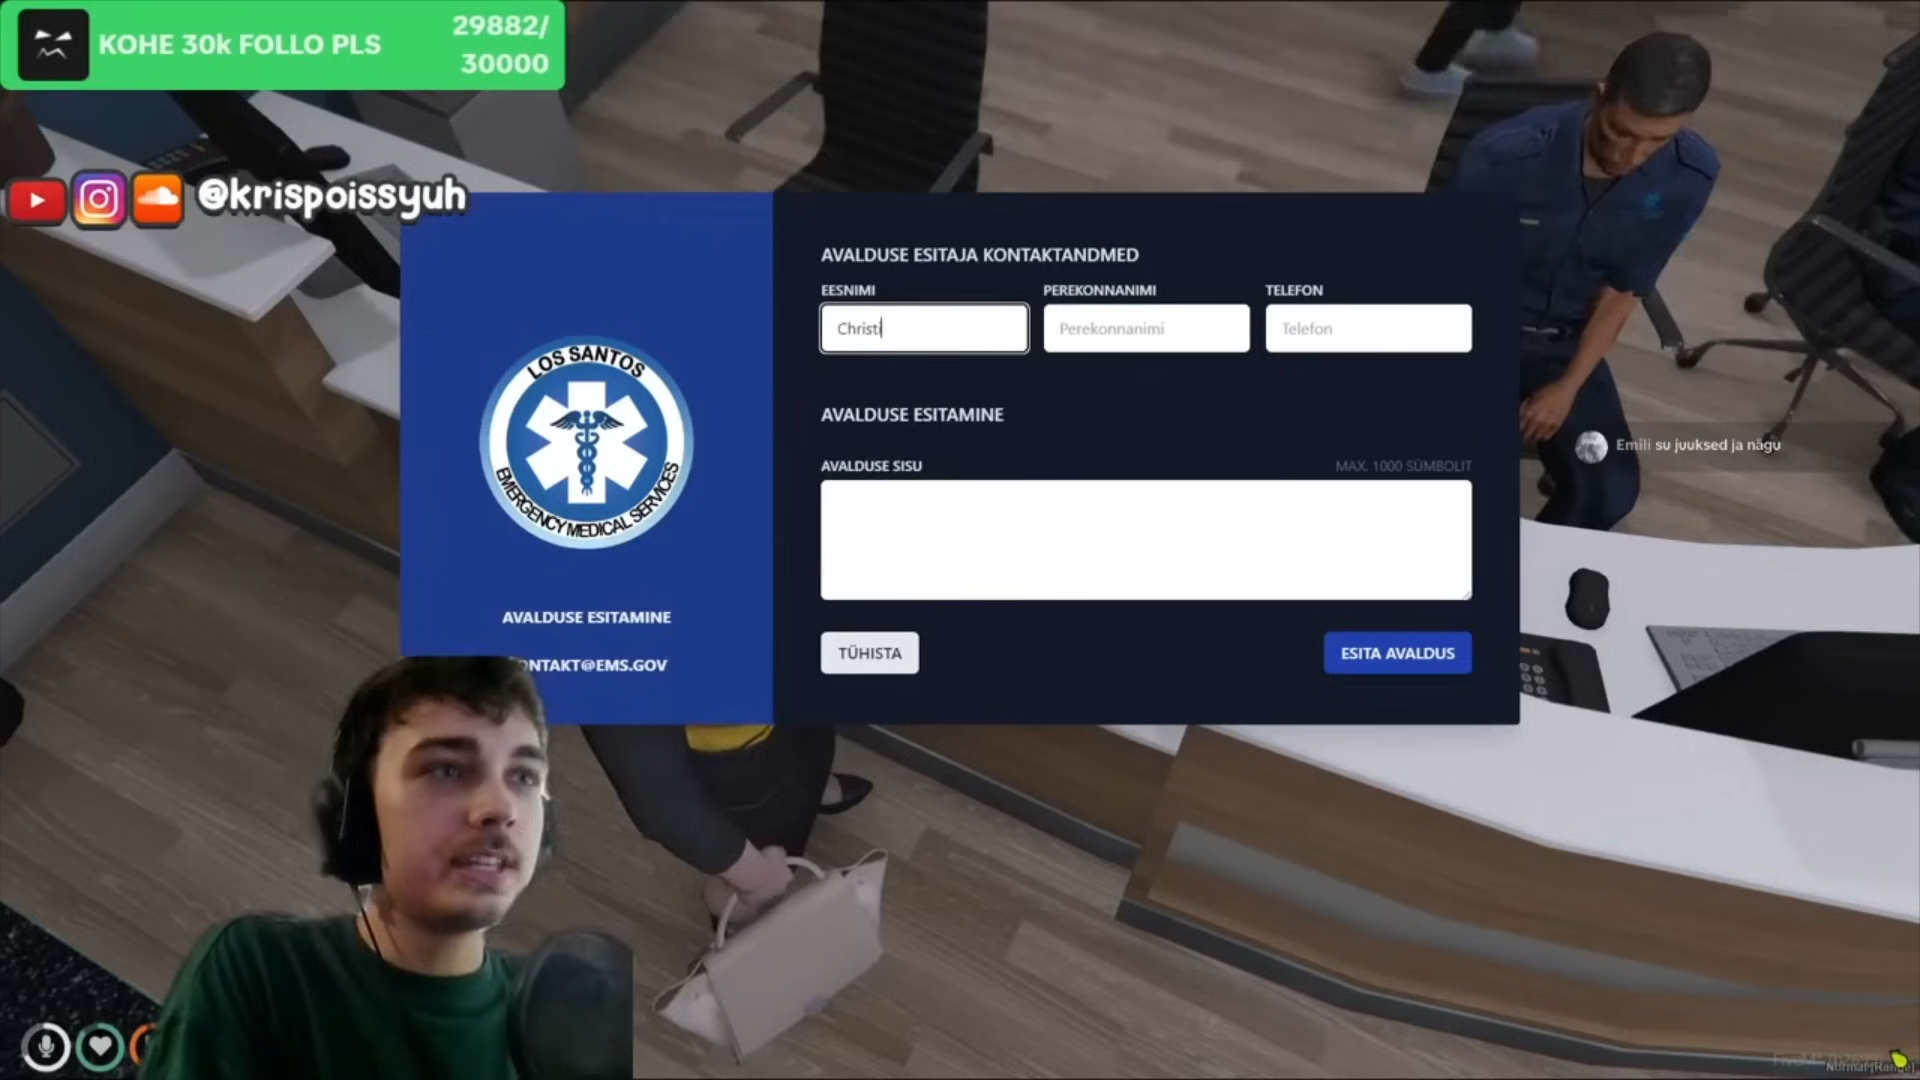 KOHE 30k FOLLO PLS
29882/
30000
@krispoissyuh
LOS SANTOS
EMERGENCY MEDICAL SERVICES
AVALDUSE ESITAMINE
ONTAKT@EMS.GOV
AVALDUSE ESITAJA KONTAKTANDMED
EESNIMI
PEREKONNANIMI
TELEFON
Christi
Perekonnanimi
Telefon
AVALDUSE ESITAMINE
AVALDUSE SISU
MAX. 1000 SÜMBOLIT
TÜHISTA
ESITA AVALDUS
Emili su juuksed ja nägu